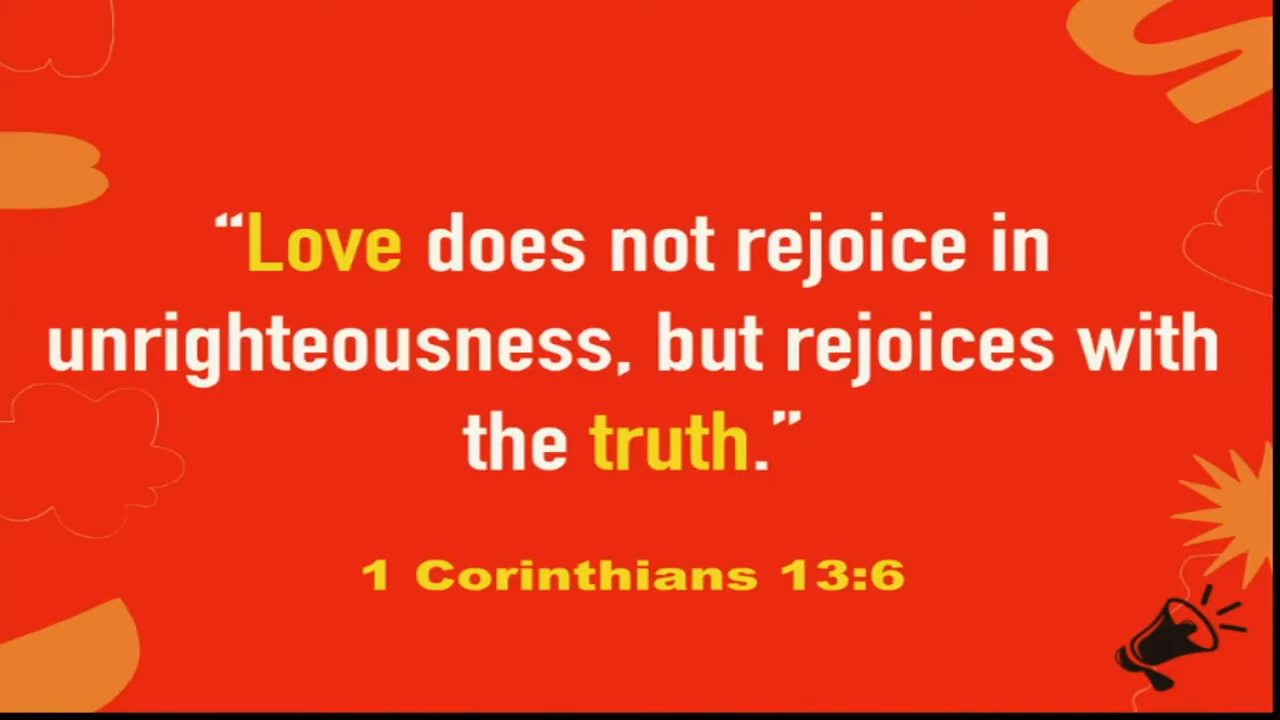 “Love does not rejoice in
unrighteousness, but rejoices with
the truth.”
1 Corinthians 13:6